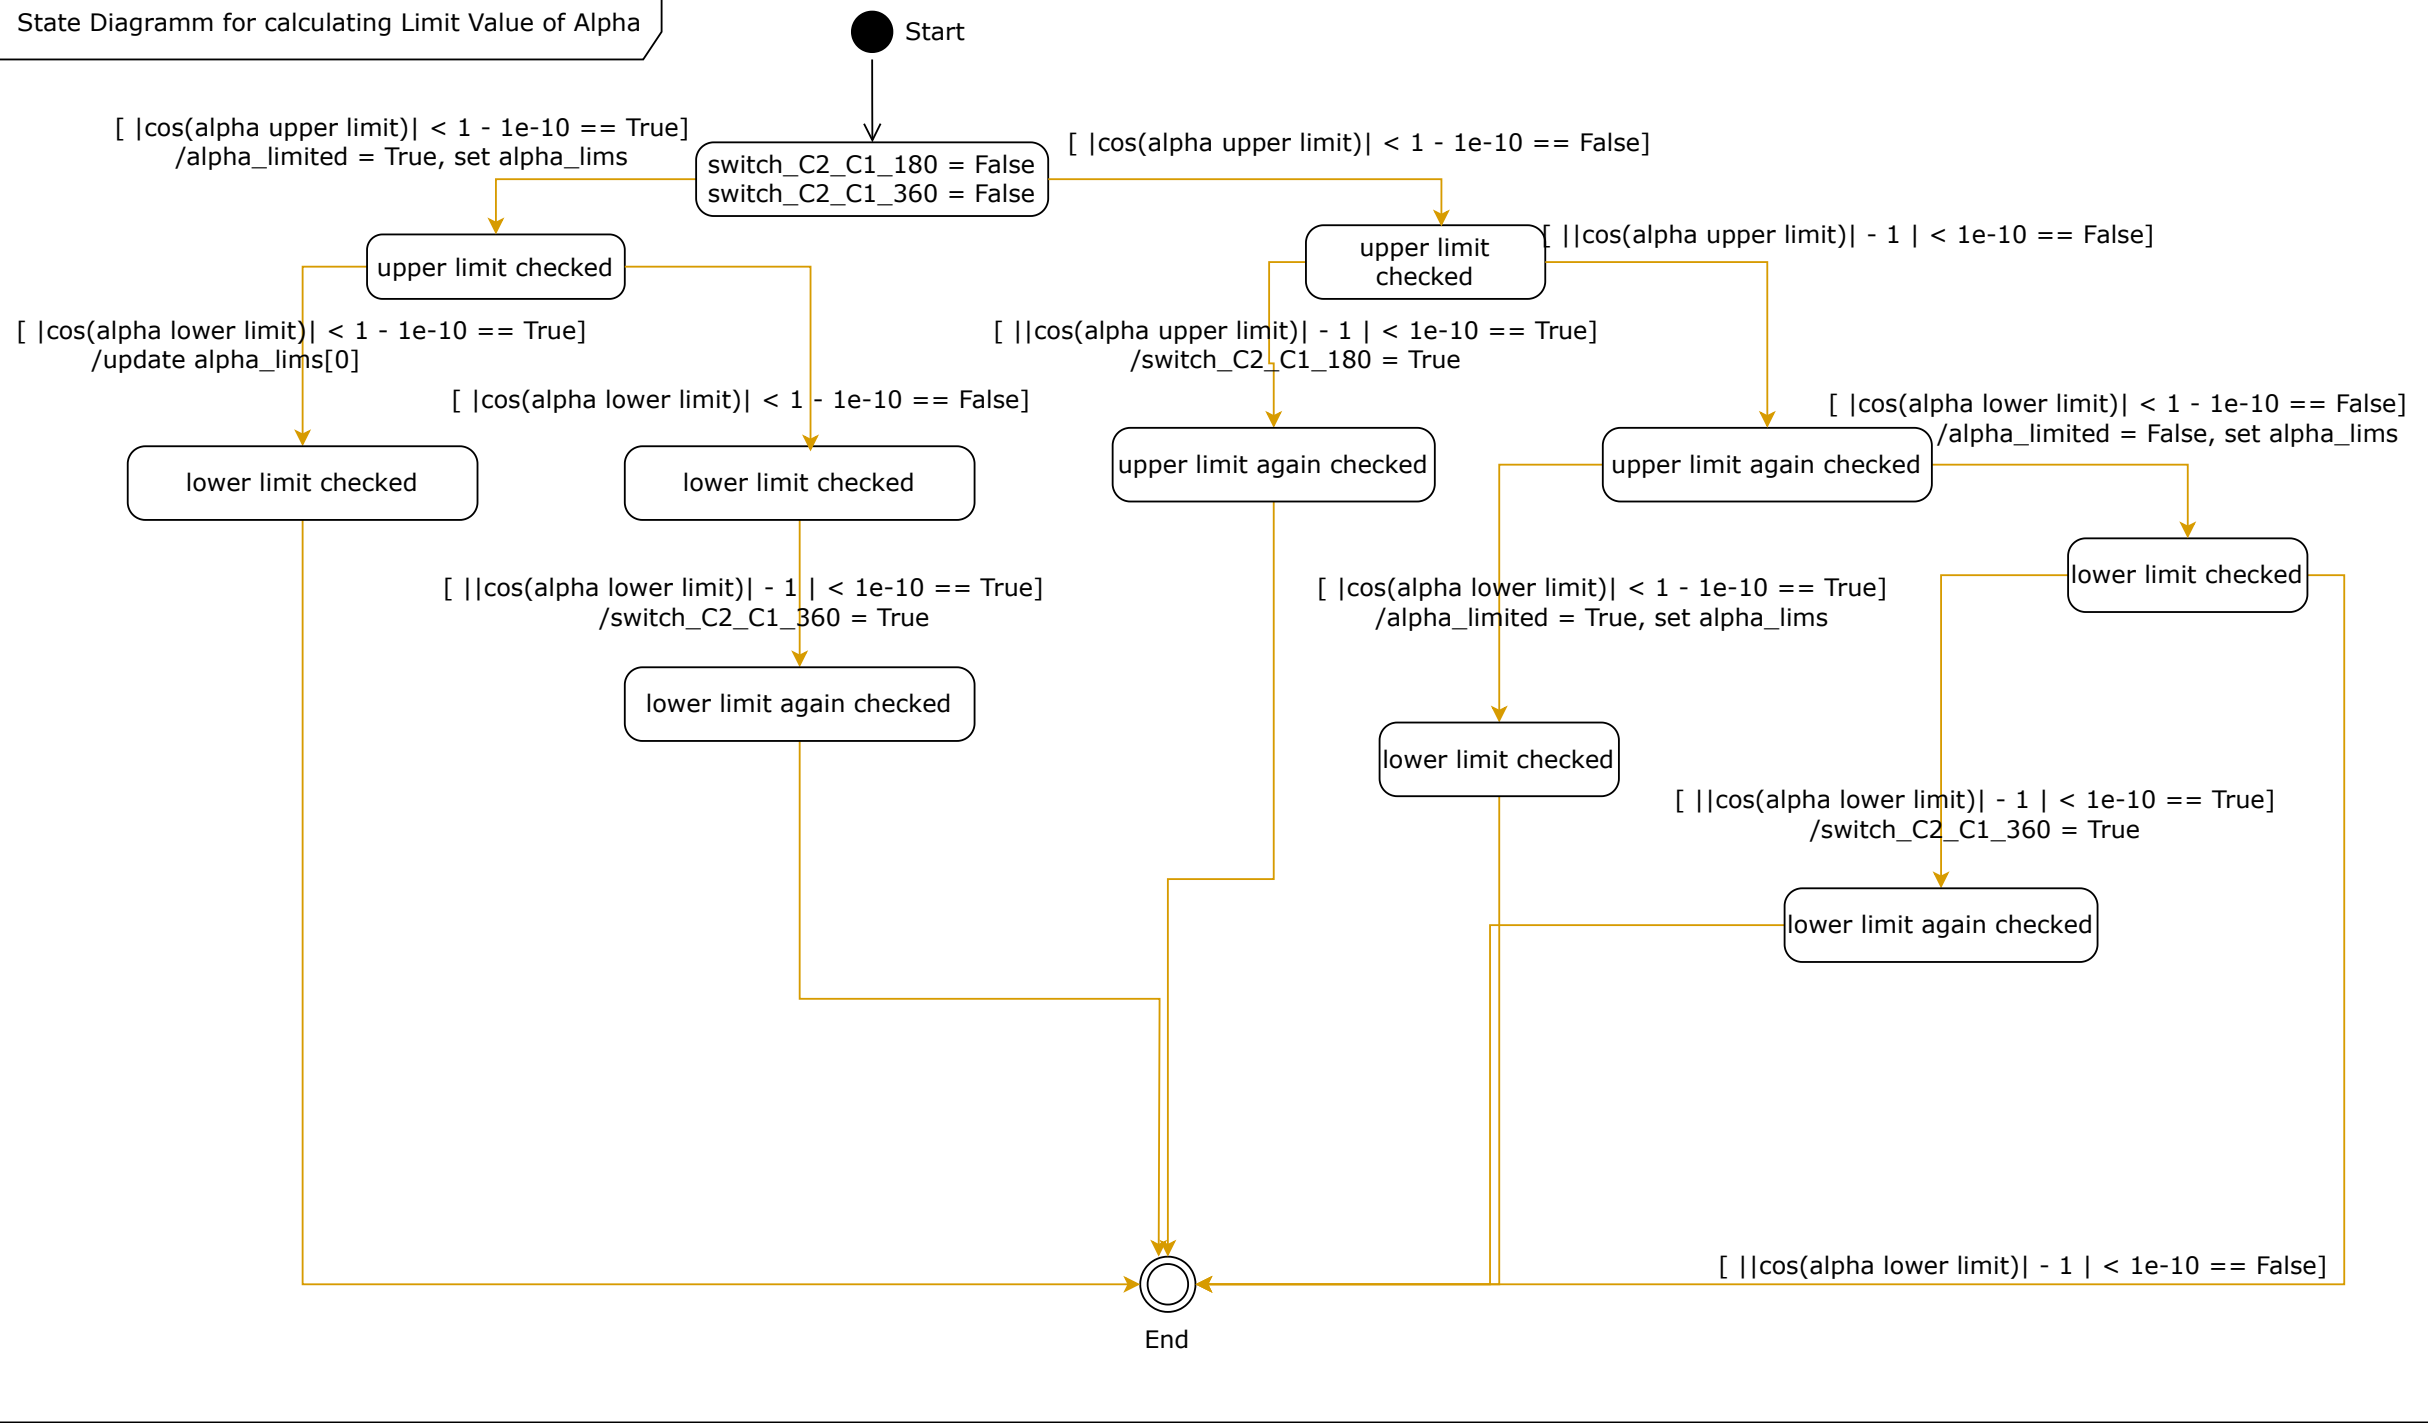 State Diagramm for calculating Limit Value of Alpha
Start
[ |cos(alpha upper limit)| < 1 - 1e-10 == True]
/alpha_limited = True, set alpha_lims
switch_C2_C1_180 = False
switch_C2_C1_360 = False
[ |cos(alpha upper limit)| < 1 - 1e-10 == False]
upper limit checked
upper limit
checked
[ ||cos(alpha upper limit)| - 1 | < 1e-10 == False]
[ |cos(alpha lower limit)| < 1 - 1e-10 == True]
/update alpha_lims[0]
[ ||cos(alpha upper limit)| - 1 | < 1e-10 == True]
/switch_C2_C1_180 = True
[ |cos(alpha lower limit)| < 1 - 1e-10 == False]
[ |cos(alpha lower limit)| < 1 - 1e-10 == False]
/alpha_limited = False, set alpha_lims
lower limit checked
lower limit checked
upper limit again checked
upper limit again checked
[ ||cos(alpha lower limit)| - 1 | < 1e-10 == True]
/switch_C2_C1_360 = True
[ |cos(alpha lower limit)| < 1 - 1e-10 == True]
/alpha_limited = True, set alpha_lims
lower limit checked
lower limit again checked
lower limit checked
[ ||cos(alpha lower limit)| - 1 | < 1e-10 == True]
/switch_C2_C1_360 = True
lower limit again checked
[ ||cos(alpha lower limit)| - 1 | < 1e-10 == False]
End